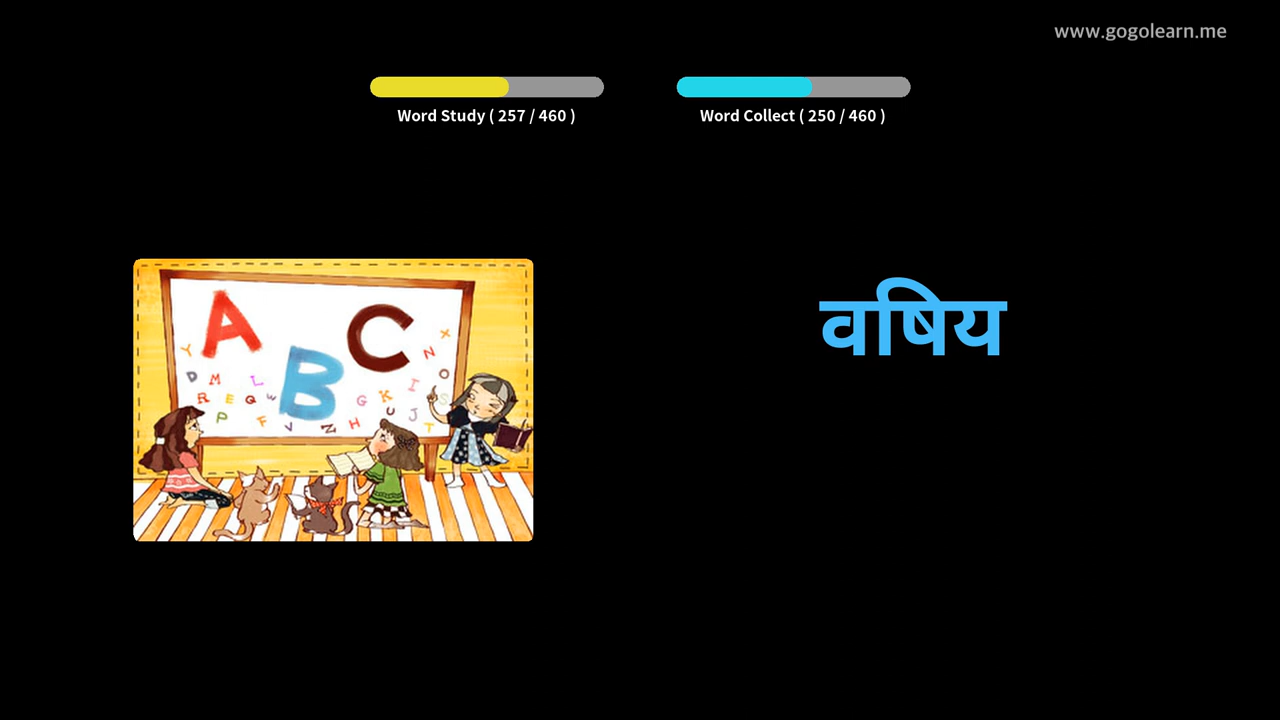 www.gogolearn.me
Word Study ( 257 / 460 )
Word Collect ( 250 / 460 )
वषिय
A B C
Y X N
D M L I O
R E Q W G K S
P F V Z H U J T